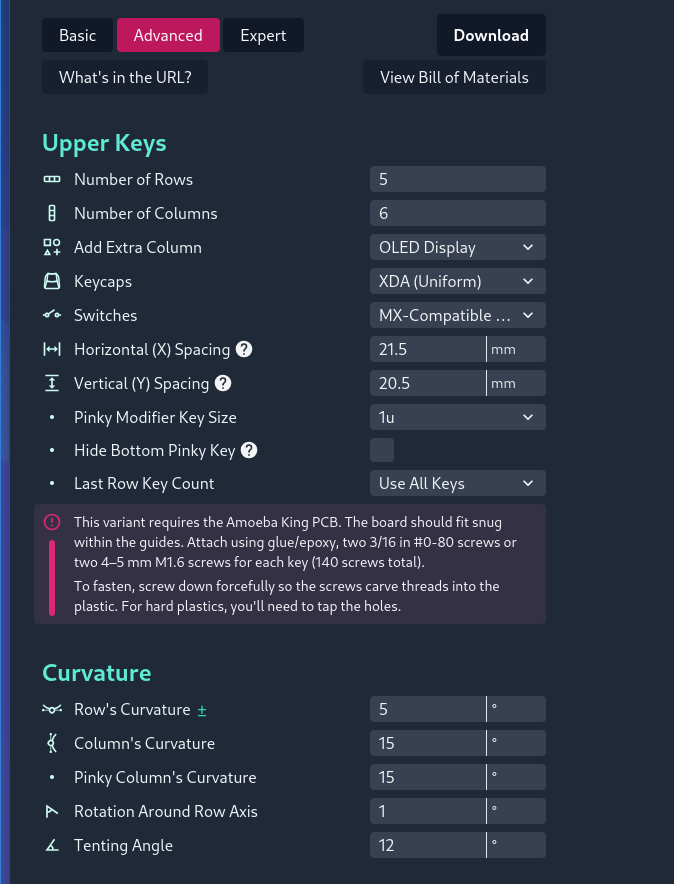 Basic Advanced Expert Download
What's in the URL? View Bill of Materials
Upper Keys
Number of Rows 5
Number of Columns 6
Add Extra Column OLED Display
Keycaps XDA (Uniform)
Switches MX-Compatible ...
Horizontal (X) Spacing ? 21.5 mm
Vertical (Y) Spacing ? 20.5 mm
Pinky Modifier Key Size 1u
Hide Bottom Pinky Key ?
Last Row Key Count Use All Keys
This variant requires the Amoeba King PCB. The board should fit snug
within the guides. Attach using glue/epoxy, two 3/16 in #0-80 screws or
two 4–5 mm M1.6 screws for each key (140 screws total).
To fasten, screw down forcefully so the screws carve threads into the
plastic. For hard plastics, you'll need to tap the holes.
Curvature
Row's Curvature ± 5 °
Column's Curvature 15 °
Pinky Column's Curvature 15 °
Rotation Around Row Axis 1 °
Tenting Angle 12 °